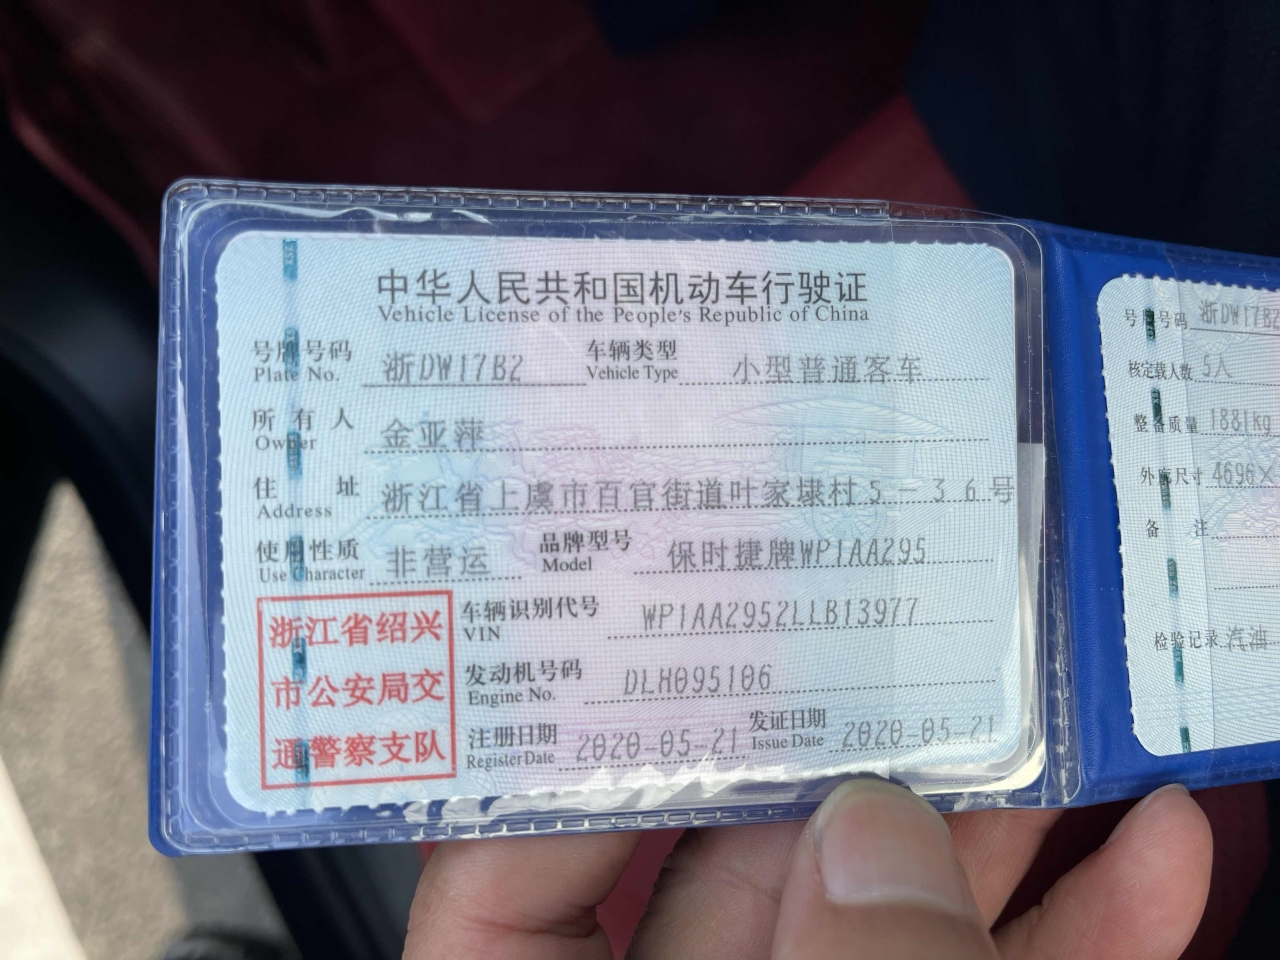 中华人民共和国机动车行驶证
Vehicle License of the People's Republic of China
号牌号码 浙DW17B2 车辆类型 小型普通客车
Plate No. Vehicle Type
所有人 金亚萍
Owner
住址 浙江省上虞市百官街道叶家埭村5-36号
Address
使用性质 非营运 品牌型号 保时捷牌WP1AA295
Use Character Model
浙江省绍兴
市公安局交
通警察支队
车辆识别代号 WP1AA2952LLB13977
VIN
发动机号码 DLH095106
Engine No.
注册日期 2020-05-21 发证日期 2020-05-21
Register Date Issue Date
号牌号码 浙DW17B2
核定载人数 5人
整备质量 1881kg
外廓尺寸 4696×
备注
检验记录 汽油